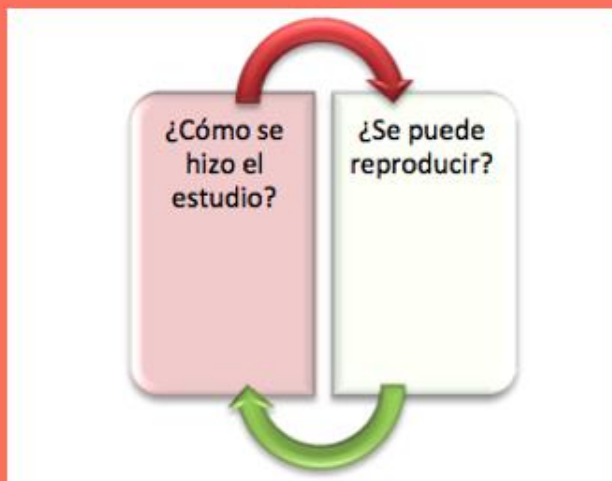 ¿Cómo se
hizo el
estudio?
¿Se puede
reproducir?